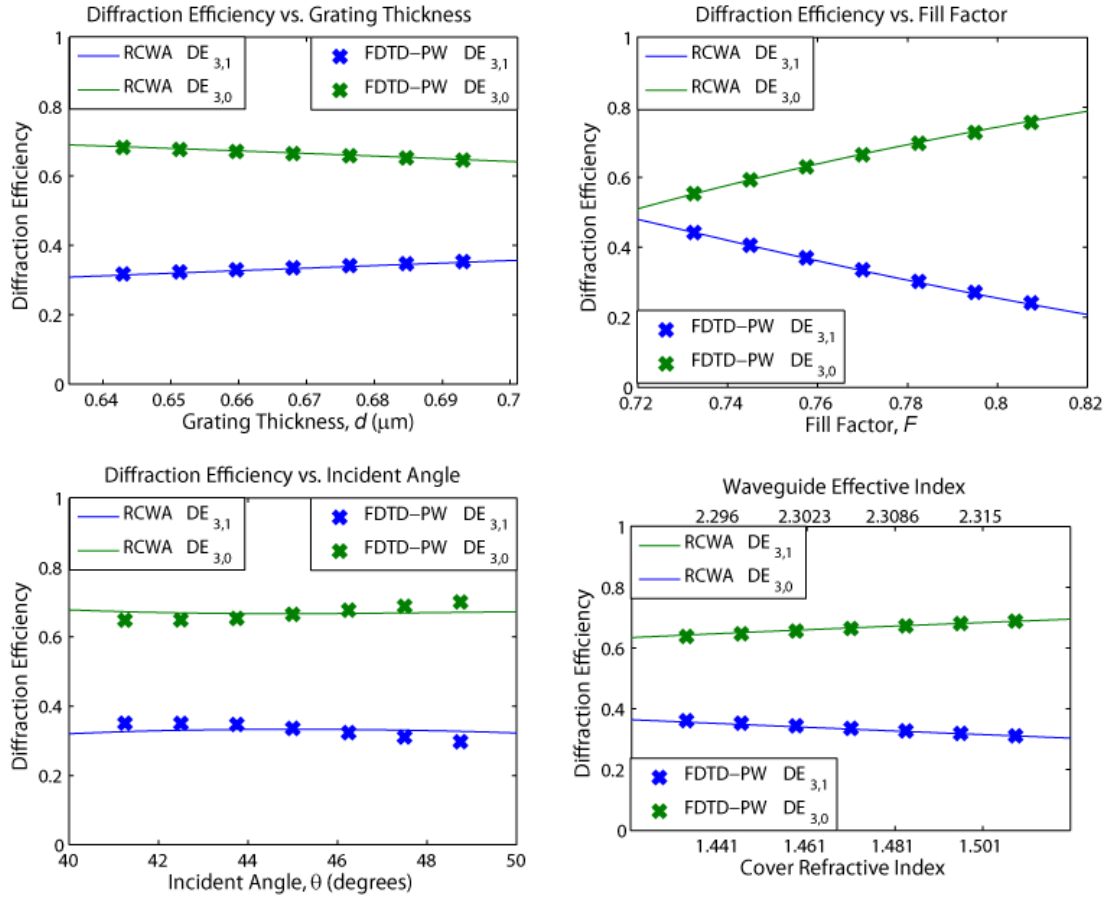 Diffraction Efficiency vs. Grating Thickness
1
0.8
0.6
0.4
0.2
0
Diffraction Efficiency
RCWA DE 3,1
RCWA DE 3,0
FDTD-PW DE 3,1
FDTD-PW DE 3,0
0.64 0.65 0.66 0.67 0.68 0.69 0.7
Grating Thickness, d (μm)
Diffraction Efficiency vs. Fill Factor
1
0.8
0.6
0.4
0.2
0
Diffraction Efficiency
RCWA DE 3,1
RCWA DE 3,0
FDTD-PW DE 3,1
FDTD-PW DE 3,0
0.72 0.74 0.76 0.78 0.8 0.82
Fill Factor, F
Diffraction Efficiency vs. Incident Angle
1
0.8
0.6
0.4
0.2
0
Diffraction Efficiency
RCWA DE 3,1
RCWA DE 3,0
FDTD-PW DE 3,1
FDTD-PW DE 3,0
40 42 44 46 48 50
Incident Angle, θ (degrees)
Waveguide Effective Index
2.296 2.3023 2.3086 2.315
1
0.8
0.6
0.4
0.2
0
Diffraction Efficiency
RCWA DE 3,1
RCWA DE 3,0
FDTD-PW DE 3,1
FDTD-PW DE 3,0
1.441 1.461 1.481 1.501
Cover Refractive Index